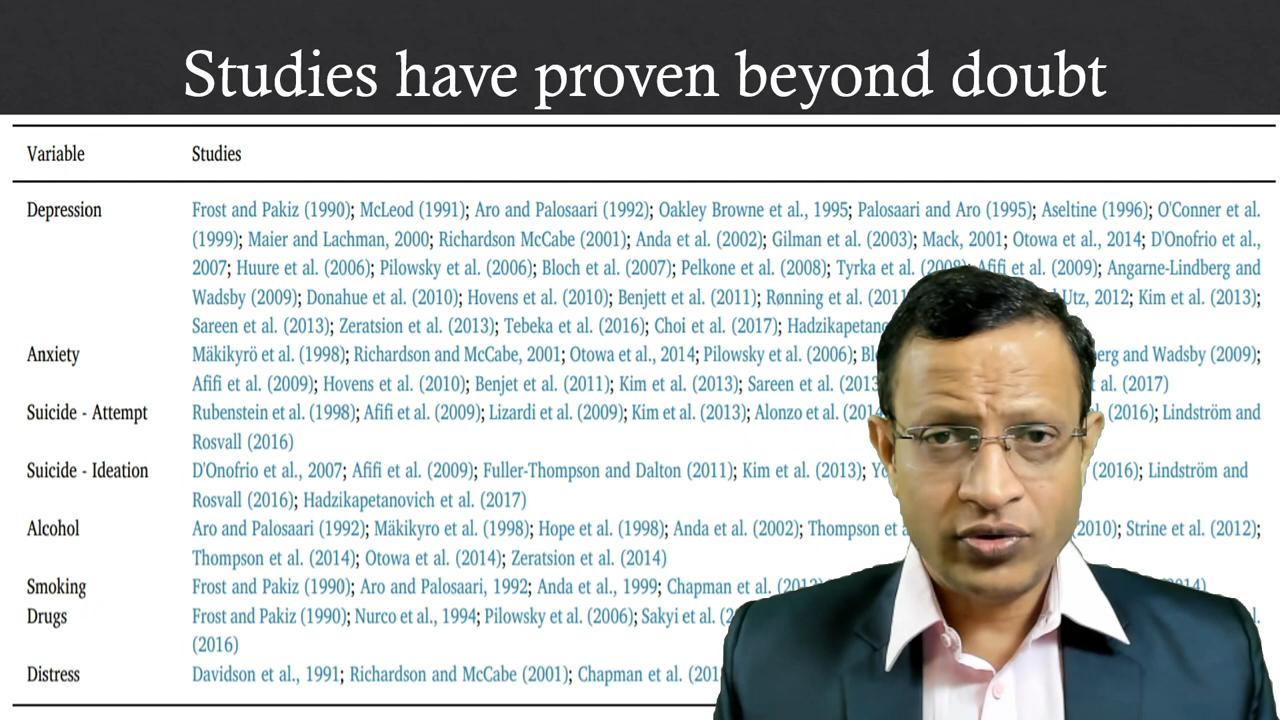 Studies have proven beyond doubt
Variable Studies
Depression Frost and Pakiz (1990); McLeod (1991); Aro and Palosaari (1992); Oakley Browne et al., 1995; Palosaari and Aro (1995); Aseltine (1996); O'Conner et al.
(1999); Maier and Lachman, 2000; Richardson McCabe (2001); Anda et al. (2002); Gilman et al. (2003); Mack, 2001; Otowa et al., 2014; D'Onofrio et al.,
2007; Huure et al. (2006); Pilowsky et al. (2006); Bloch et al. (2007); Pelkone et al. (2008); Tyrka et al. (2008); Afifi et al. (2009); Angarne-Lindberg and
Wadsby (2009); Donahue et al. (2010); Hovens et al. (2010); Benjett et al. (2011); Rønning et al. (2011 Utz, 2012; Kim et al. (2013);
Sareen et al. (2013); Zeratsion et al. (2013); Tebeka et al. (2016); Choi et al. (2017);
Anxiety Mäkikyrö et al. (1998); Richardson and McCabe, 2001; Otowa et al., 2014; Pilowsky et al. (2006); and Wadsby (2009);
Afifi et al. (2009); Hovens et al. (2010); Benjet et al. (2011); Kim et al. (2013); Sareen et al. (2013 al. (2017)
Suicide - Attempt Rubenstein et al. (1998); Afifi et al. (2009); Lizardi et al. (2009); Kim et al. (2013); Alonzo et al. (2014 (2016); Lindström and
Rosvall (2016)
Suicide - Ideation D'Onofrio et al., 2007; Afifi et al. (2009); Fuller-Thompson and Dalton (2011); Kim et al. (2013); (2016); Lindström and
Rosvall (2016); Hadzikapetanovich et al. (2017)
Alcohol Aro and Palosaari (1992); Mäkikyro et al. (1998); Hope et al. (1998); Anda et al. (2002); Thompson et (2010); Strine et al. (2012);
Thompson et al. (2014); Otowa et al. (2014); Zeratsion et al. (2014)
Smoking Frost and Pakiz (1990); Aro and Palosaari, 1992; Anda et al., 1999; Chapman et al.
Drugs Frost and Pakiz (1990); Nurco et al., 1994; Pilowsky et al. (2006); Sakyi et al.
(2016)
Distress Davidson et al., 1991; Richardson and McCabe (2001); Chapman et al.